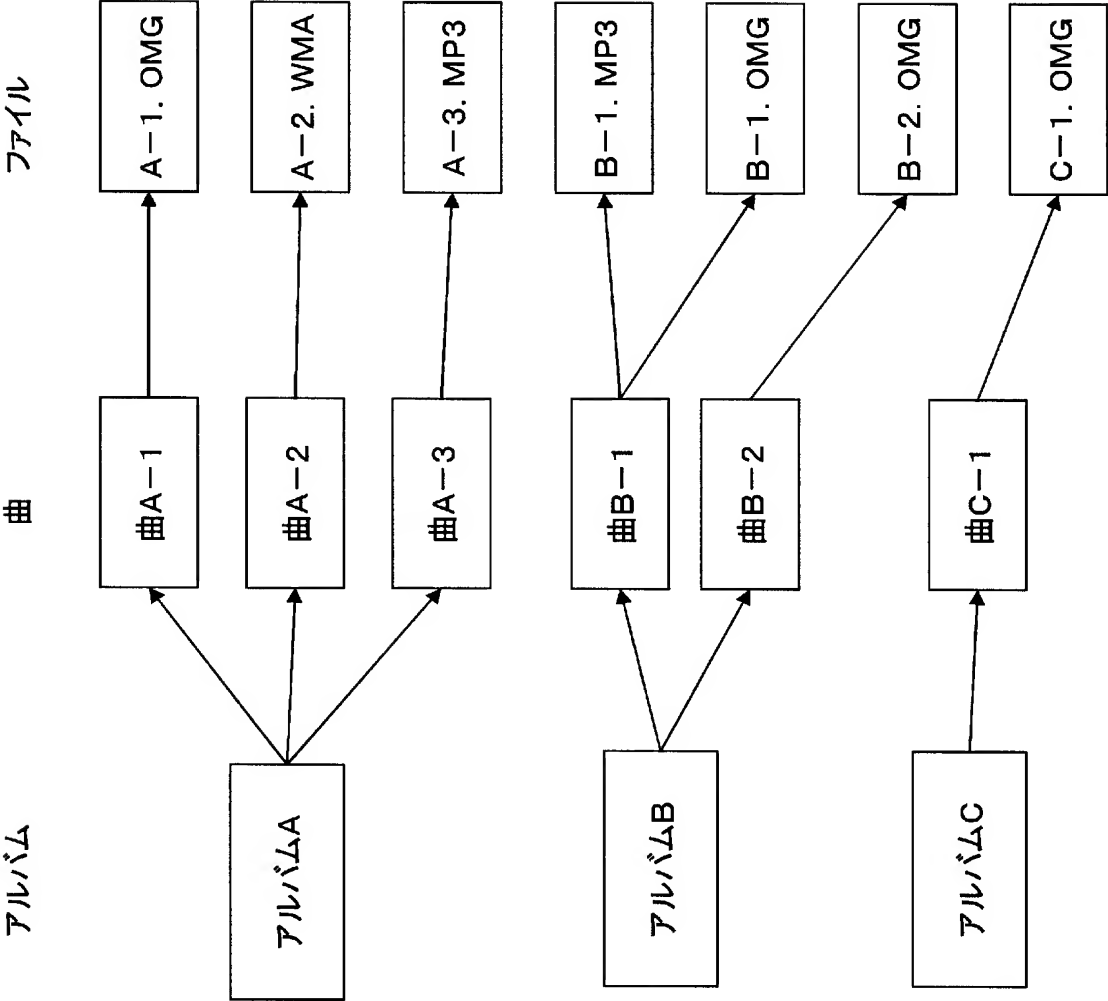 アルバム
曲
ファイル
アルバムA
曲A−1
A−1. OMG
曲A−2
A−2. WMA
曲A−3
A−3. MP3
アルバムB
曲B−1
B−1. MP3
B−1. OMG
曲B−2
B−2. OMG
アルバムC
曲C−1
C−1. OMG